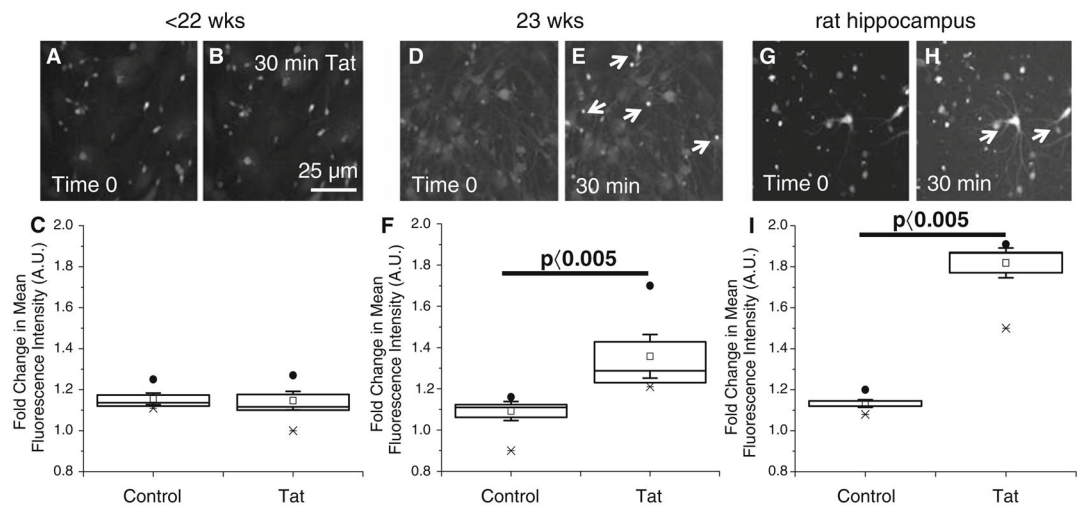 <22 wks
23 wks
rat hippocampus
A
B
30 min Tat
D
E
G
H
Time 0
25 µm
Time 0
30 min
Time 0
30 min
C
2.0
1.8
1.6
1.4
1.2
1.0
0.8
Fold Change in Mean
Fluorescence Intensity (A.U.)
Control
Tat
F
2.0
1.8
1.6
1.4
1.2
1.0
0.8
Fold Change in Mean
Fluorescence Intensity (A.U.)
p⟨0.005
Control
Tat
I
2.0
1.8
1.6
1.4
1.2
1.0
0.8
Fold Change in Mean
Fluorescence Intensity (A.U.)
p⟨0.005
Control
Tat